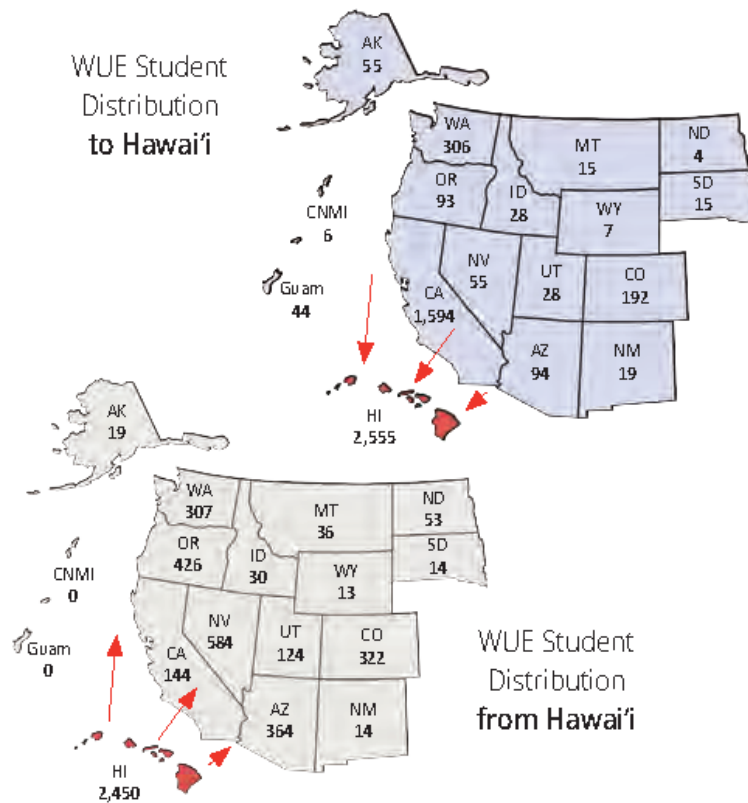 WUE Student
Distribution
to Hawai‘i
AK
55
WA
306
MT
15
ND
4
OR
93
ID
28
SD
15
WY
7
CNMI
6
NV
55
UT
28
CO
192
Guam
44
CA
1,594
AZ
94
NM
19
HI
2,555
AK
19
WA
307
MT
36
ND
53
OR
426
ID
30
SD
14
WY
13
CNMI
0
NV
584
UT
124
CO
322
Guam
0
CA
144
AZ
364
NM
14
HI
2,450
WUE Student
Distribution
from Hawai‘i